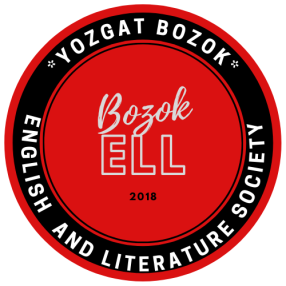 *YOZGAT BOZOK*
Bozok
ELL
2018
ENGLISH AND LITERATURE SOCIETY